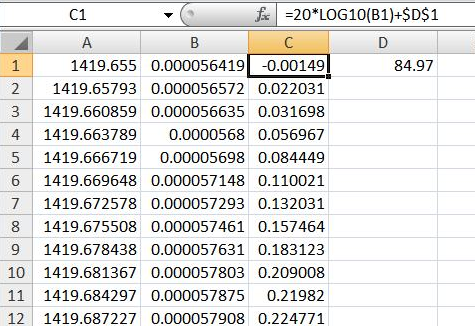 C1 fx =20*LOG10(B1)+$D$1
A B C D
1 1419.655 0.000056419 -0.00149 84.97
2 1419.65793 0.000056572 0.022031
3 1419.660859 0.000056635 0.031698
4 1419.663789 0.0000568 0.056967
5 1419.666719 0.00005698 0.084449
6 1419.669648 0.000057148 0.110021
7 1419.672578 0.000057293 0.132031
8 1419.675508 0.000057461 0.157464
9 1419.678438 0.000057631 0.183123
10 1419.681367 0.000057803 0.209008
11 1419.684297 0.000057875 0.21982
12 1419.687227 0.000057908 0.224771